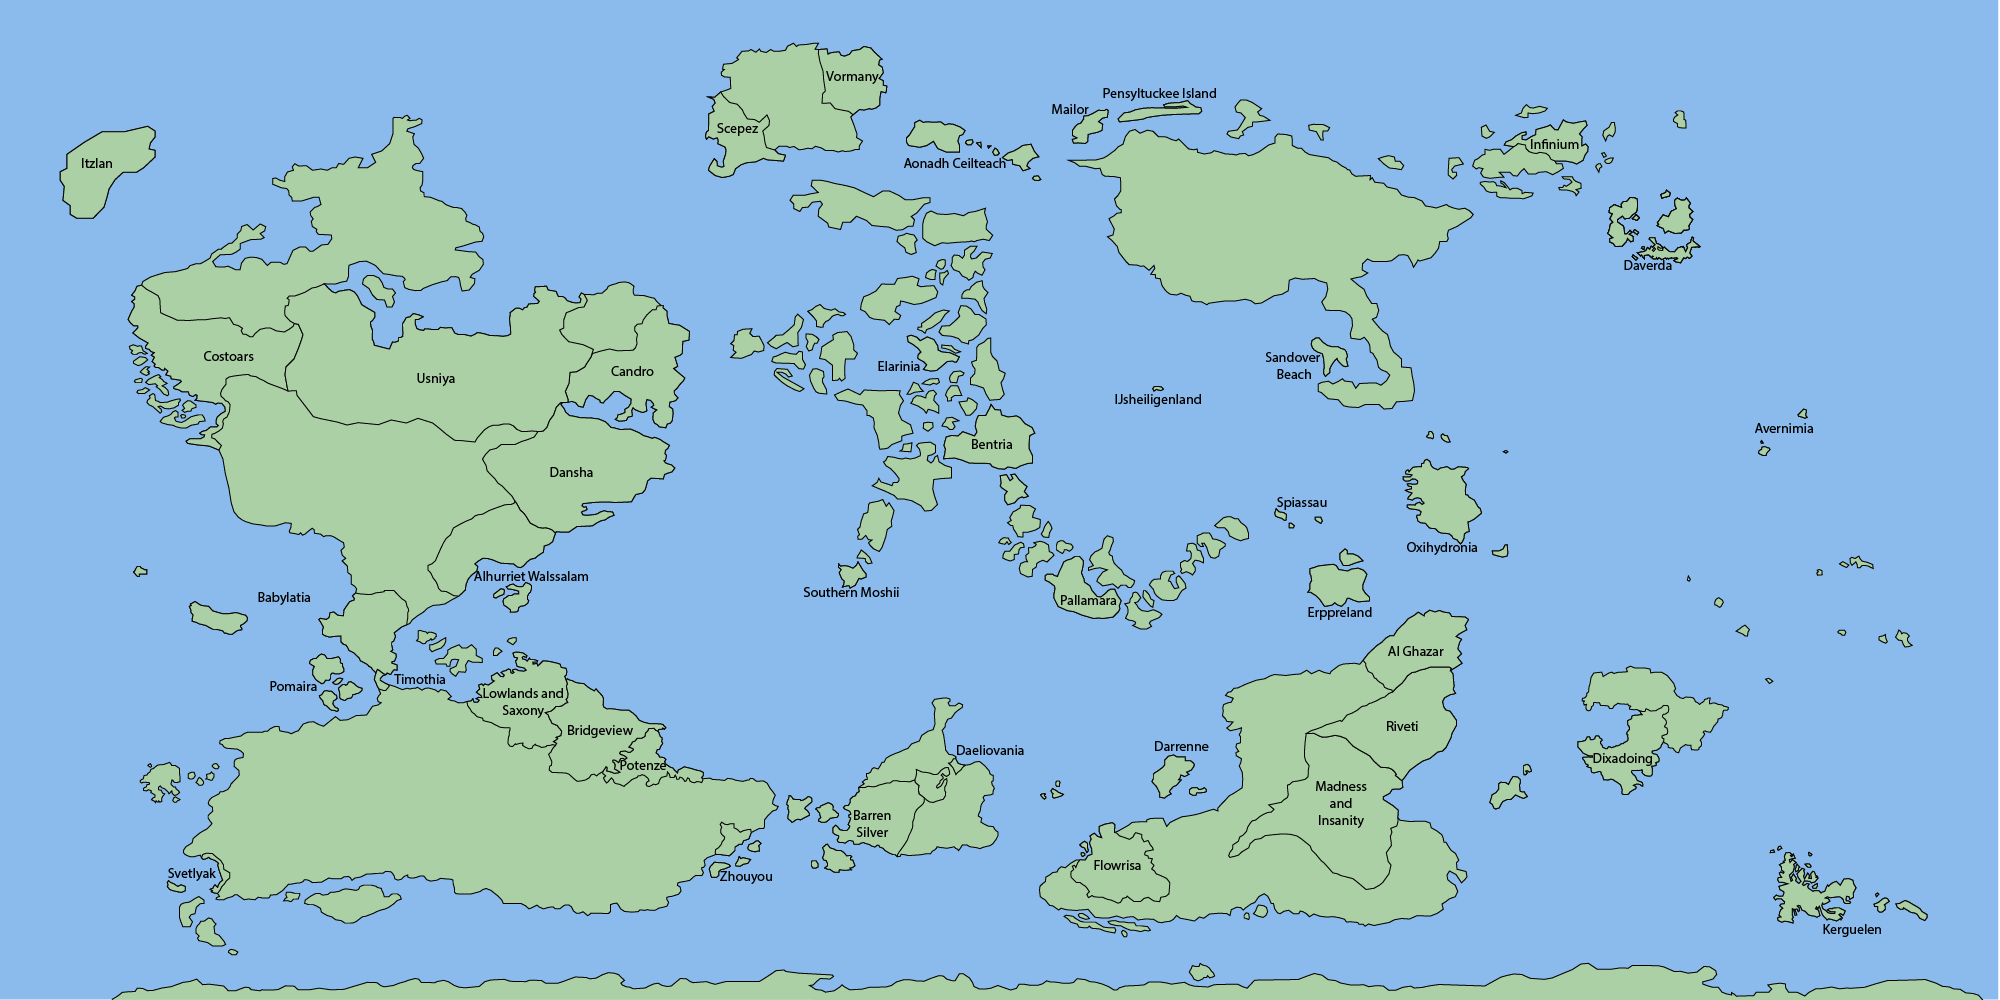 Vormany
Pensyltuckee Island
Mailor
Scepez
Infinium
Itzlan
Aonadh Ceilteach
Daverda
Costoars
Sandover
Beach
Elarinia
Candro
Usniya
IJsheiligenland
Avernimia
Bentria
Dansha
Spiassau
Oxihydronia
Alhurriet Walssalam
Southern Moshii
Babylatia
Pallamara
Erppreland
Al Ghazar
Timothia
Pomaira
Lowlands and
Saxony
Riveti
Bridgeview
Darrenne
Daeliovania
Dixadoing
Potenze
Madness
and
Insanity
Barren
Silver
Flowrisa
Svetlyak
Zhouyou
Kerguelen